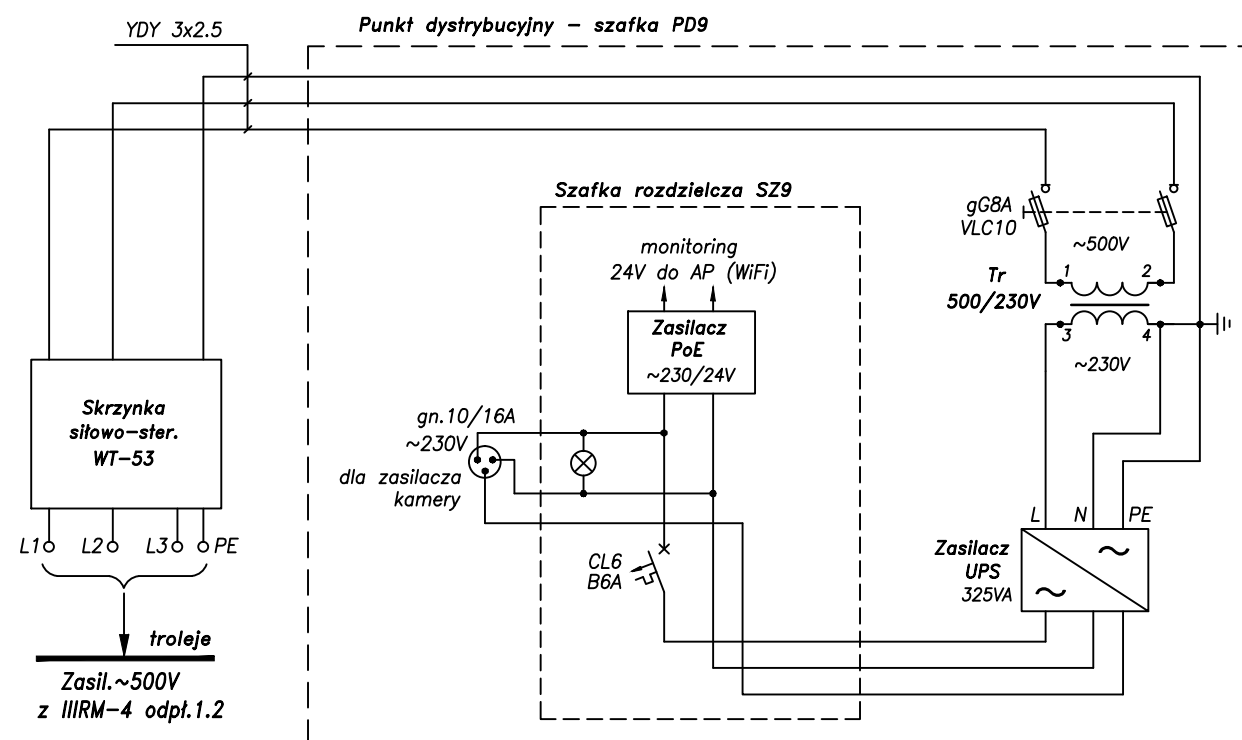 Punkt dystrybucyjny – szafka PD9
YDY 3x2.5
Szafka rozdzielcza SZ9
monitoring
24V do AP (WiFi)
Zasilacz
PoE
~230/24V
gn.10/16A
~230V
dla zasilacza
kamery
CL6
B6A
gG8A
VLC10
~500V
Tr
500/230V
1
2
3
4
~230V
L
N
PE
Zasilacz
UPS
325VA
Skrzynka
siłowo-ster.
WT-53
L1
L2
L3
PE
troleje
Zasil.~500V
z IIIRM-4 odpł.1.2